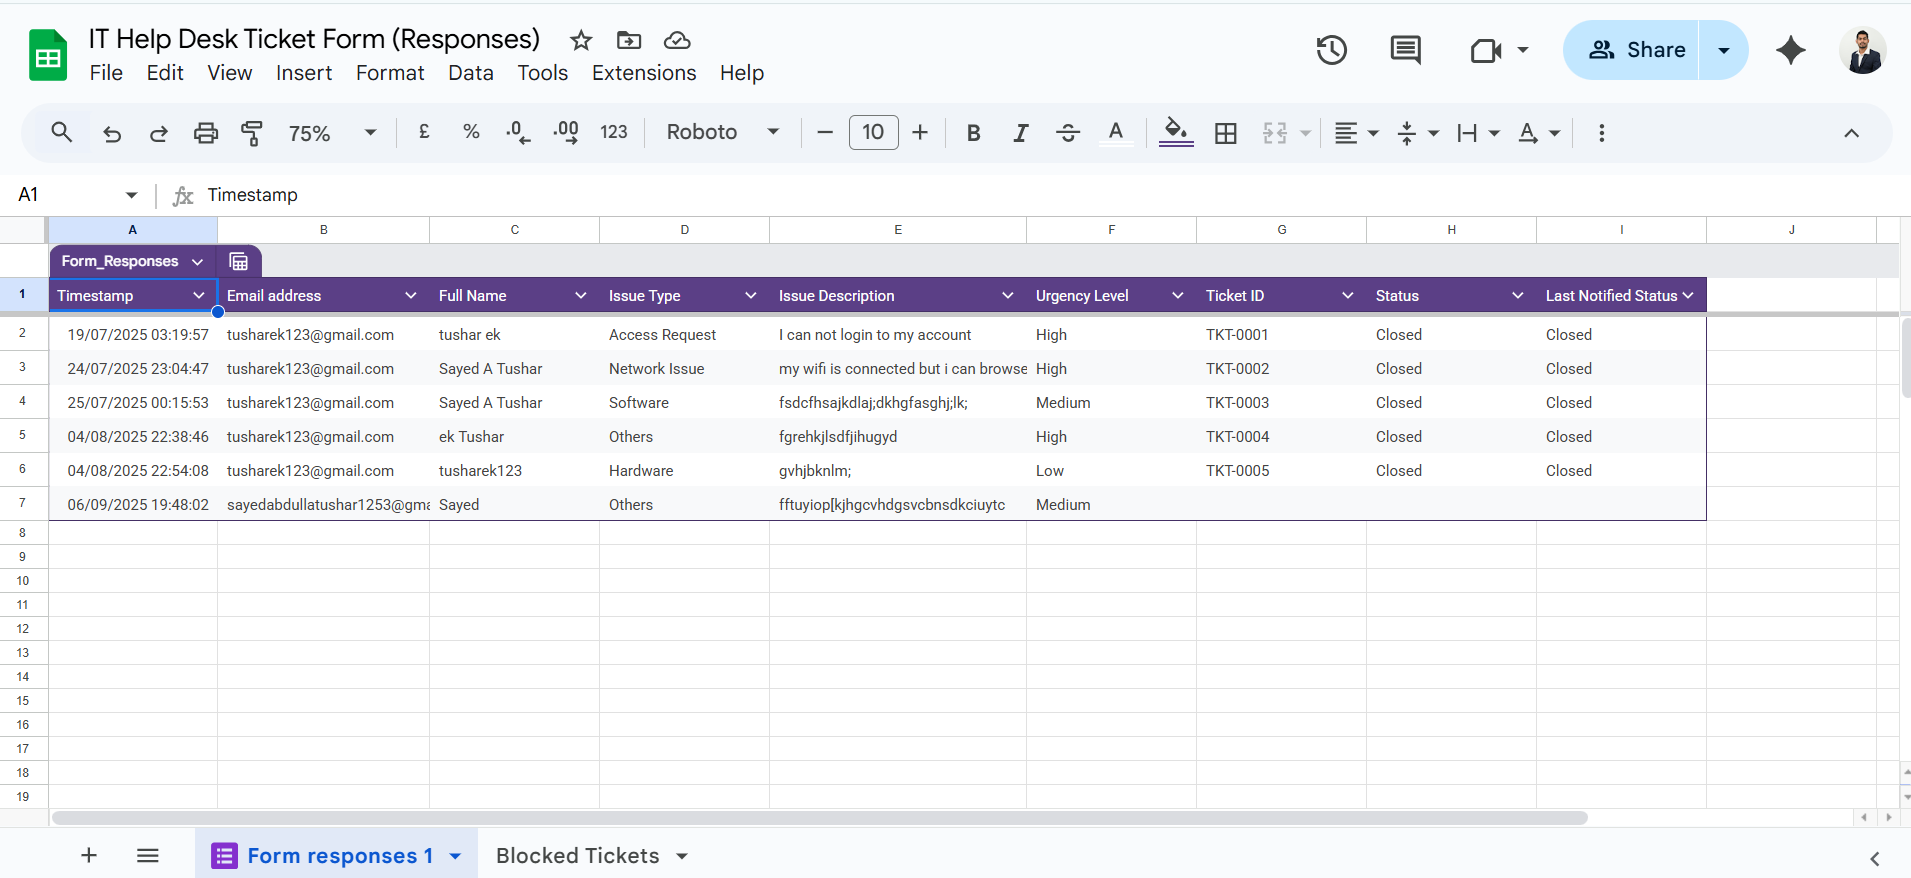 IT Help Desk Ticket Form (Responses)
File Edit View Insert Format Data Tools Extensions Help
Share
75% £ % .0 .00 123 Roboto 10 B I A A
A1 fx Timestamp
A B C D E F G H I J
Form_Responses
1 Timestamp Email address Full Name Issue Type Issue Description Urgency Level Ticket ID Status Last Notified Status
2 19/07/2025 03:19:57 tusharek123@gmail.com tushar ek Access Request I can not login to my account High TKT-0001 Closed Closed
3 24/07/2025 23:04:47 tusharek123@gmail.com Sayed A Tushar Network Issue my wifi is connected but i can browse High TKT-0002 Closed Closed
4 25/07/2025 00:15:53 tusharek123@gmail.com Sayed A Tushar Software fsdcfhsajkdlaj;dkhgfasghj;lk; Medium TKT-0003 Closed Closed
5 04/08/2025 22:38:46 tusharek123@gmail.com ek Tushar Others fgrehkjlsdfjihugyd High TKT-0004 Closed Closed
6 04/08/2025 22:54:08 tusharek123@gmail.com tusharek123 Hardware gvhjbknlm; Low TKT-0005 Closed Closed
7 06/09/2025 19:48:02 sayedabdullatushar1253@gma Sayed Others fftuyiop[kjhgcvhdgsvcbnsdkciuytc Medium
8
9
10
11
12
13
14
15
16
17
18
19
Form responses 1 Blocked Tickets